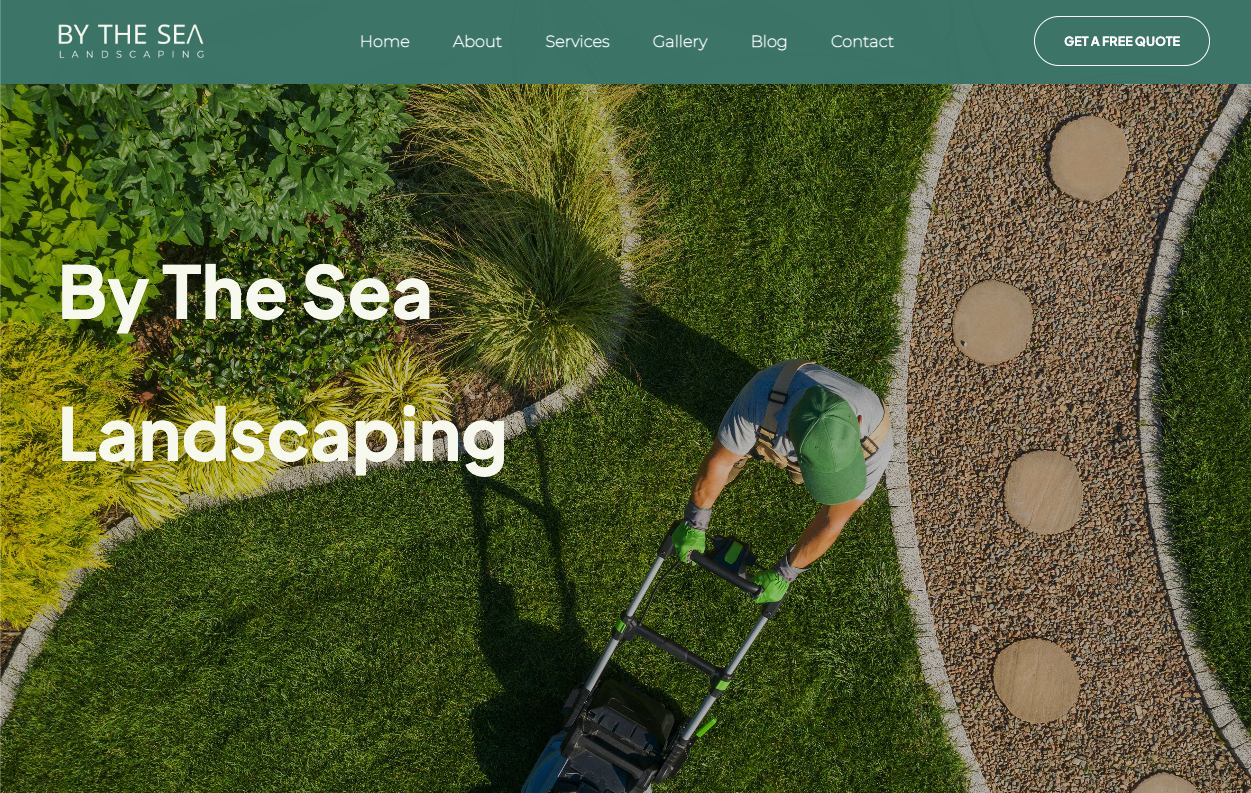 BY THE SEA
LANDSCAPING
Home About Services Gallery Blog Contact
GET A FREE QUOTE
By The Sea
Landscaping